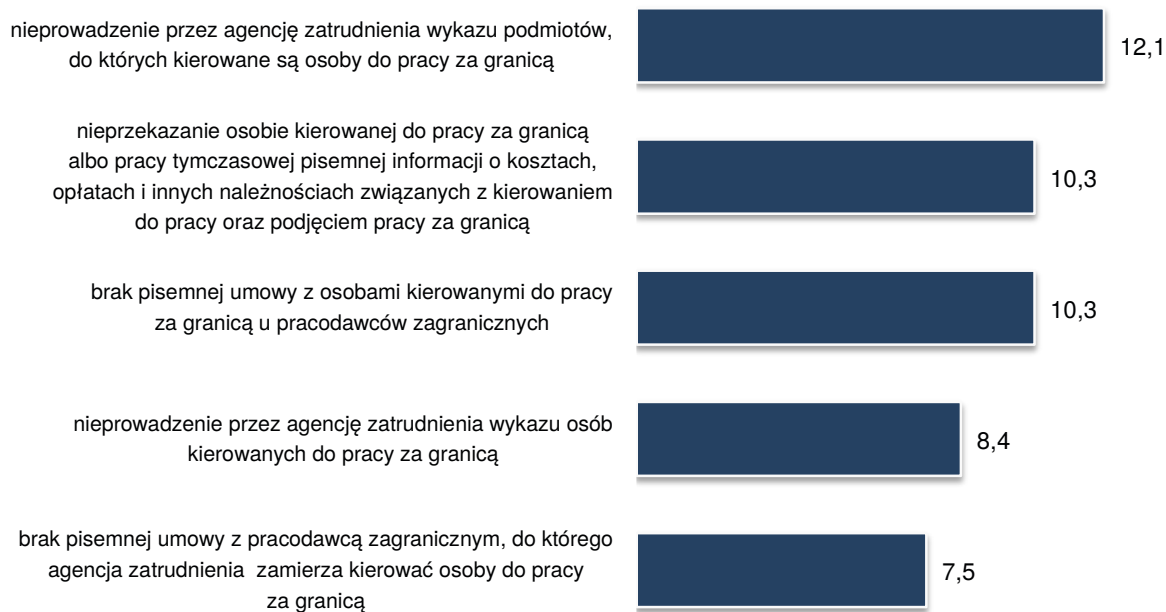 nieprowadzenie przez agencję zatrudnienia wykazu podmiotów,
do których kierowane są osoby do pracy za granicą
12,1
nieprzekazanie osobie kierowanej do pracy za granicą
albo pracy tymczasowej pisemnej informacji o kosztach,
opłatach i innych należnościach związanych z kierowaniem
do pracy oraz podjęciem pracy za granicą
10,3
brak pisemnej umowy z osobami kierowanymi do pracy
za granicą u pracodawców zagranicznych
10,3
nieprowadzenie przez agencję zatrudnienia wykazu osób
kierowanych do pracy za granicą
8,4
brak pisemnej umowy z pracodawcą zagranicznym, do którego
agencja zatrudnienia zamierza kierować osoby do pracy
za granicą
7,5